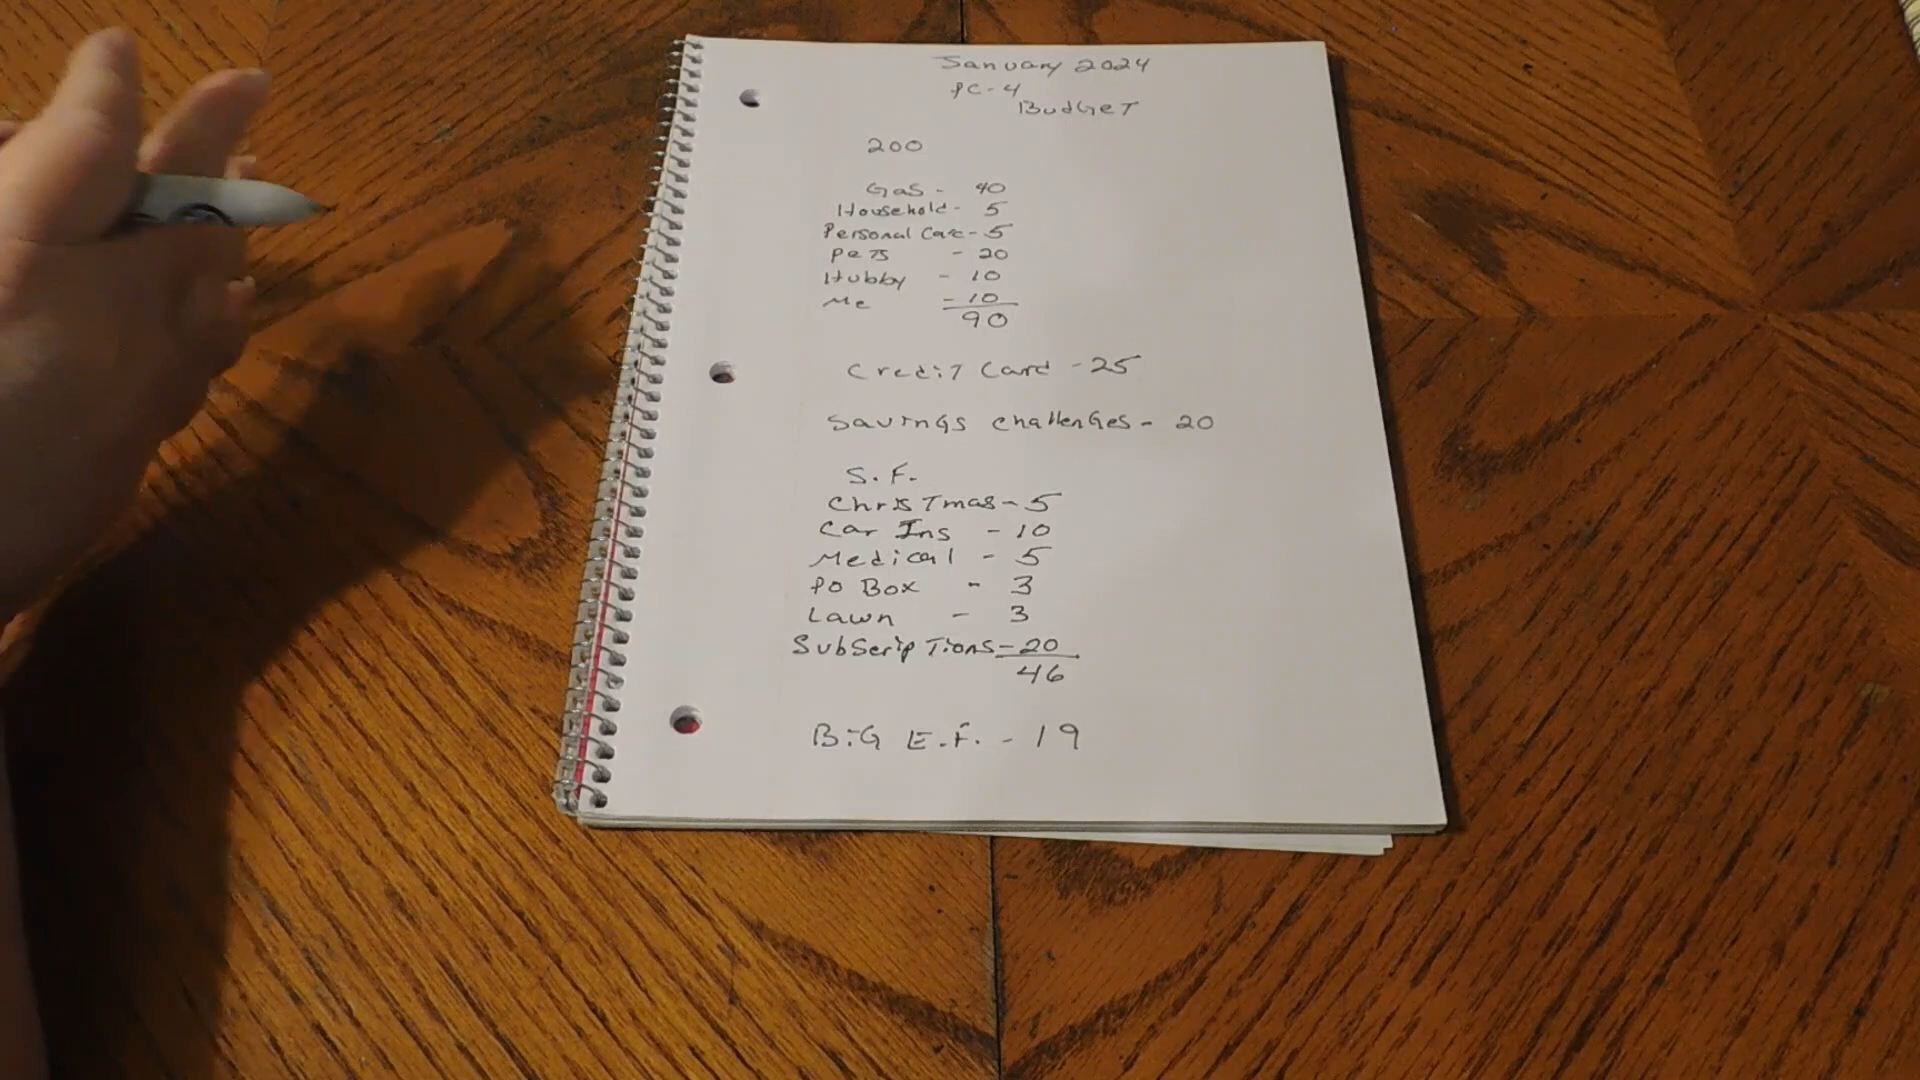 January 2024
PC-4
Budget
200
Gas - 40
Household - 5
Personal Care - 5
Pets - 20
Hubby - 10
Me - 10
90
Credit Card - 25
Savings Challenges - 20
S.F.
Christmas - 5
Car Ins - 10
Medical - 5
PO Box - 3
Lawn - 3
Subscriptions - 20
46
BiG E.F. - 19